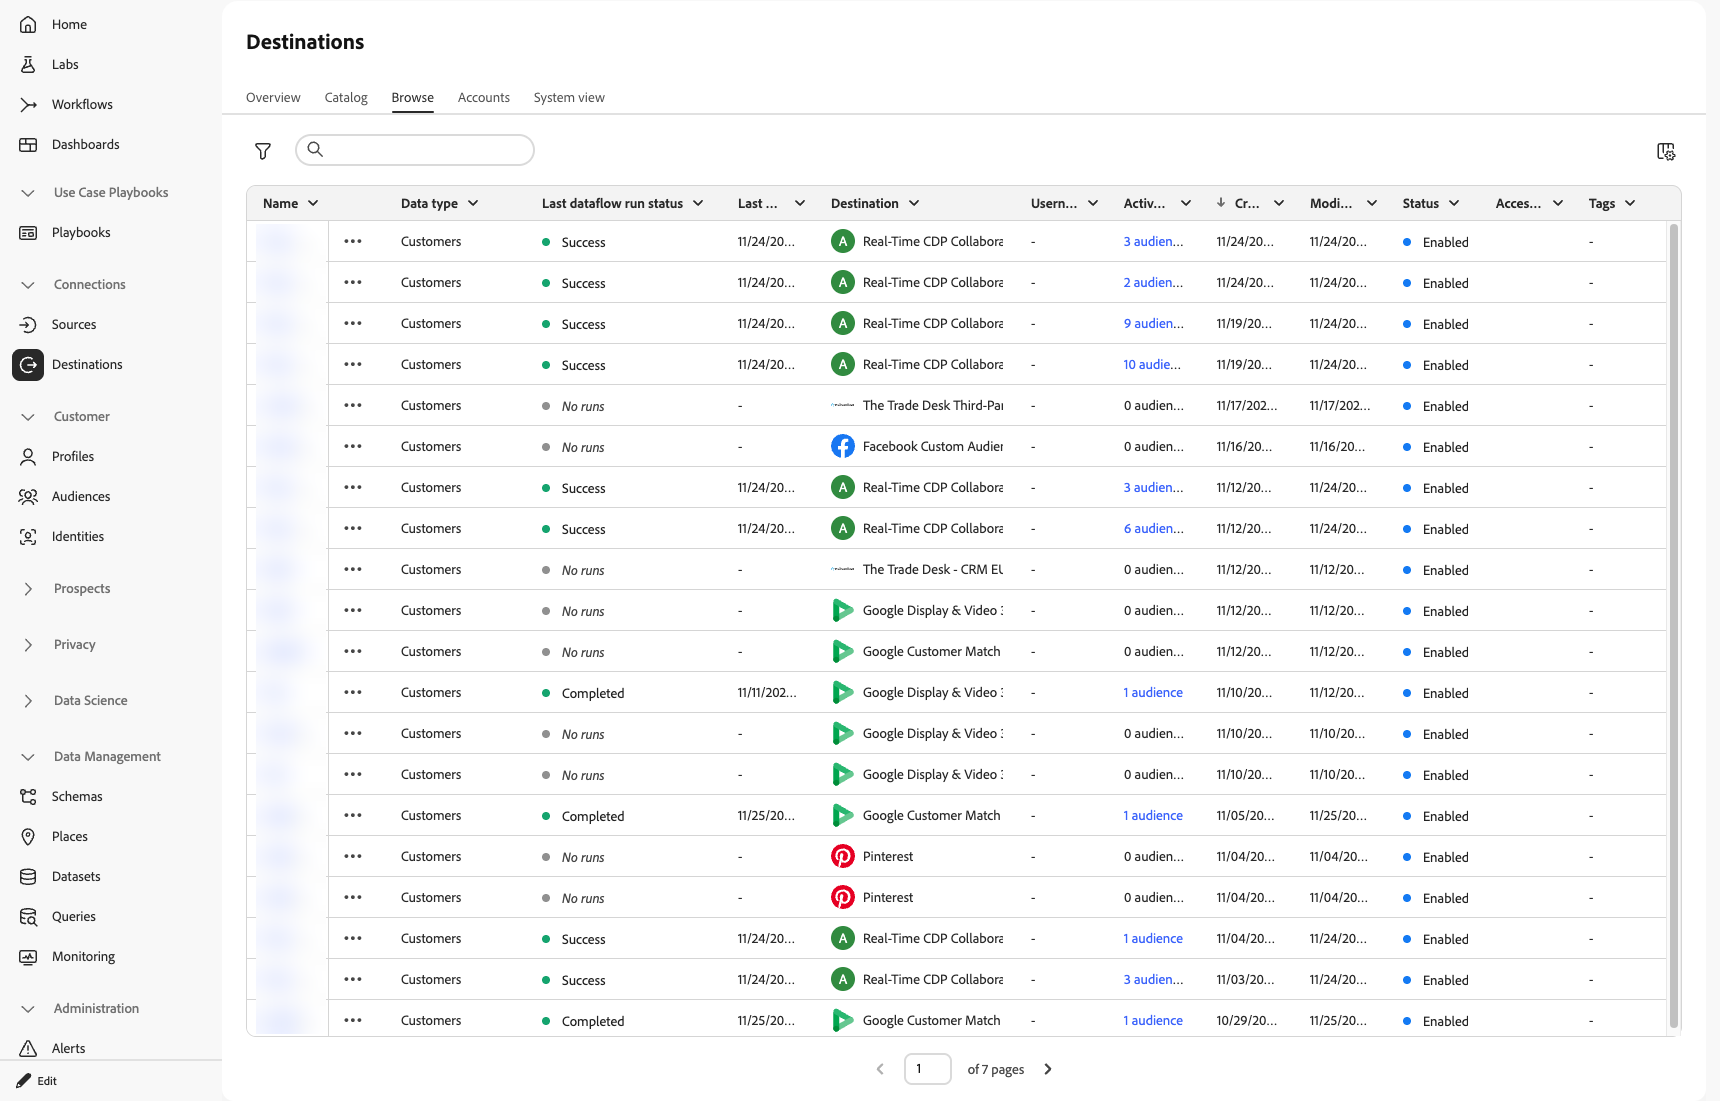 Home
Labs
Workflows
Dashboards
Use Case Playbooks
Playbooks
Connections
Sources
Destinations
Customer
Profiles
Audiences
Identities
Prospects
Privacy
Data Science
Data Management
Schemas
Places
Datasets
Queries
Monitoring
Administration
Alerts
Edit
Destinations
Overview Catalog Browse Accounts System view
Name Data type Last dataflow run status Last ... Destination Usern... Activ... Cr... Modi... Status Acces... Tags
Customers Success 11/24/20... A Real-Time CDP Collabora - 3 audien... 11/24/20... 11/24/20... Enabled -
Customers Success 11/24/20... A Real-Time CDP Collabora - 2 audien... 11/24/20... 11/24/20... Enabled -
Customers Success 11/24/20... A Real-Time CDP Collabora - 9 audien... 11/19/20... 11/24/20... Enabled -
Customers Success 11/24/20... A Real-Time CDP Collabora - 10 audie... 11/19/20... 11/24/20... Enabled -
Customers No runs - The Trade Desk Third-Par - 0 audien... 11/17/202... 11/17/202... Enabled -
Customers No runs - Facebook Custom Audien - 0 audien... 11/16/20... 11/16/20... Enabled -
Customers Success 11/24/20... A Real-Time CDP Collabora - 3 audien... 11/12/20... 11/24/20... Enabled -
Customers Success 11/24/20... A Real-Time CDP Collabora - 6 audien... 11/12/20... 11/24/20... Enabled -
Customers No runs - The Trade Desk - CRM EU - 0 audien... 11/12/20... 11/12/20... Enabled -
Customers No runs - Google Display & Video 3 - 0 audien... 11/12/20... 11/12/20... Enabled -
Customers No runs - Google Customer Match - 0 audien... 11/12/20... 11/12/20... Enabled -
Customers Completed 11/11/202... Google Display & Video 3 - 1 audience 11/10/20... 11/12/20... Enabled -
Customers No runs - Google Display & Video 3 - 0 audien... 11/10/20... 11/10/20... Enabled -
Customers No runs - Google Display & Video 3 - 0 audien... 11/10/20... 11/10/20... Enabled -
Customers Completed 11/25/20... Google Customer Match - 1 audience 11/05/20... 11/25/20... Enabled -
Customers No runs - Pinterest - 0 audien... 11/04/20... 11/04/20... Enabled -
Customers No runs - Pinterest - 0 audien... 11/04/20... 11/04/20... Enabled -
Customers Success 11/24/20... A Real-Time CDP Collabora - 1 audience 11/04/20... 11/24/20... Enabled -
Customers Success 11/24/20... A Real-Time CDP Collabora - 3 audien... 11/03/20... 11/24/20... Enabled -
Customers Completed 11/25/20... Google Customer Match - 1 audience 10/29/20... 11/25/20... Enabled -
1 of 7 pages